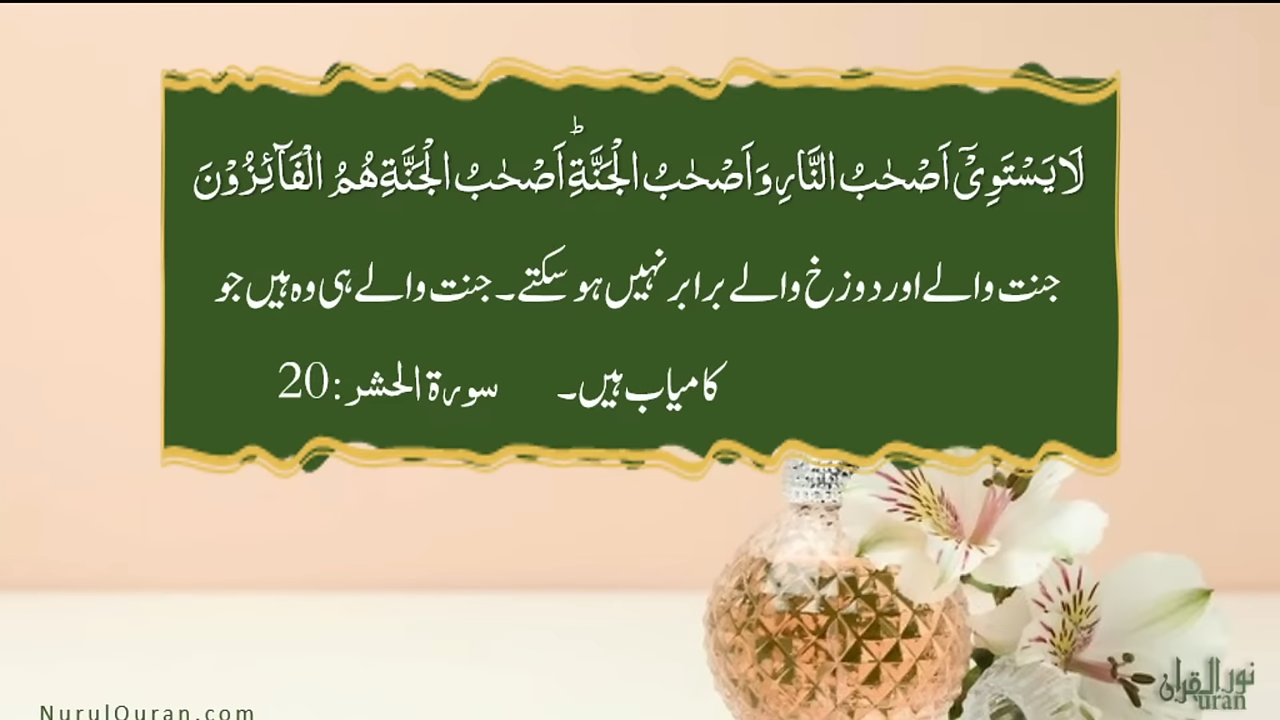 لَا یَسْتَوِیْۤ اَصْحٰبُ النَّارِ وَ اَصْحٰبُ الْجَنَّةِؕ اَصْحٰبُ الْجَنَّةِ هُمُ الْفَآئِزُوْنَ
جنت والے اور دوزخ والے برابر نہیں ہو سکتے۔ جنت والے ہی وہ ہیں جو
کامیاب ہیں۔ سورۃ الحشر:20
نور القرآن
uran
NurulQuran.com